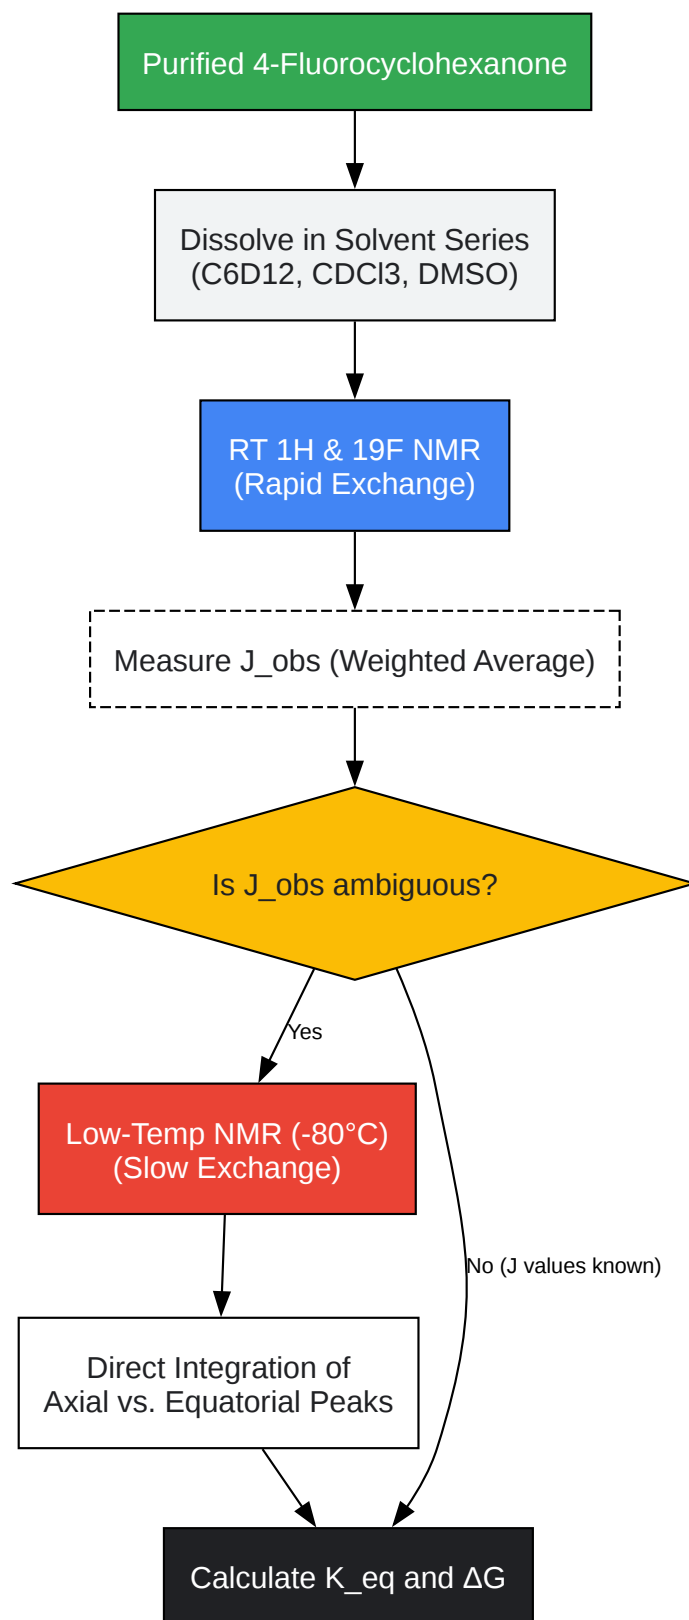 Purified 4-Fluorocyclohexanone
Dissolve in Solvent Series
(C6D12, CDCl3, DMSO)
RT 1H & 19F NMR
(Rapid Exchange)
Measure J_obs (Weighted Average)
Is J_obs ambiguous?
Yes
Low-Temp NMR (-80°C)
(Slow Exchange)
No (J values known)
Direct Integration of
Axial vs. Equatorial Peaks
Calculate K_eq and ΔG